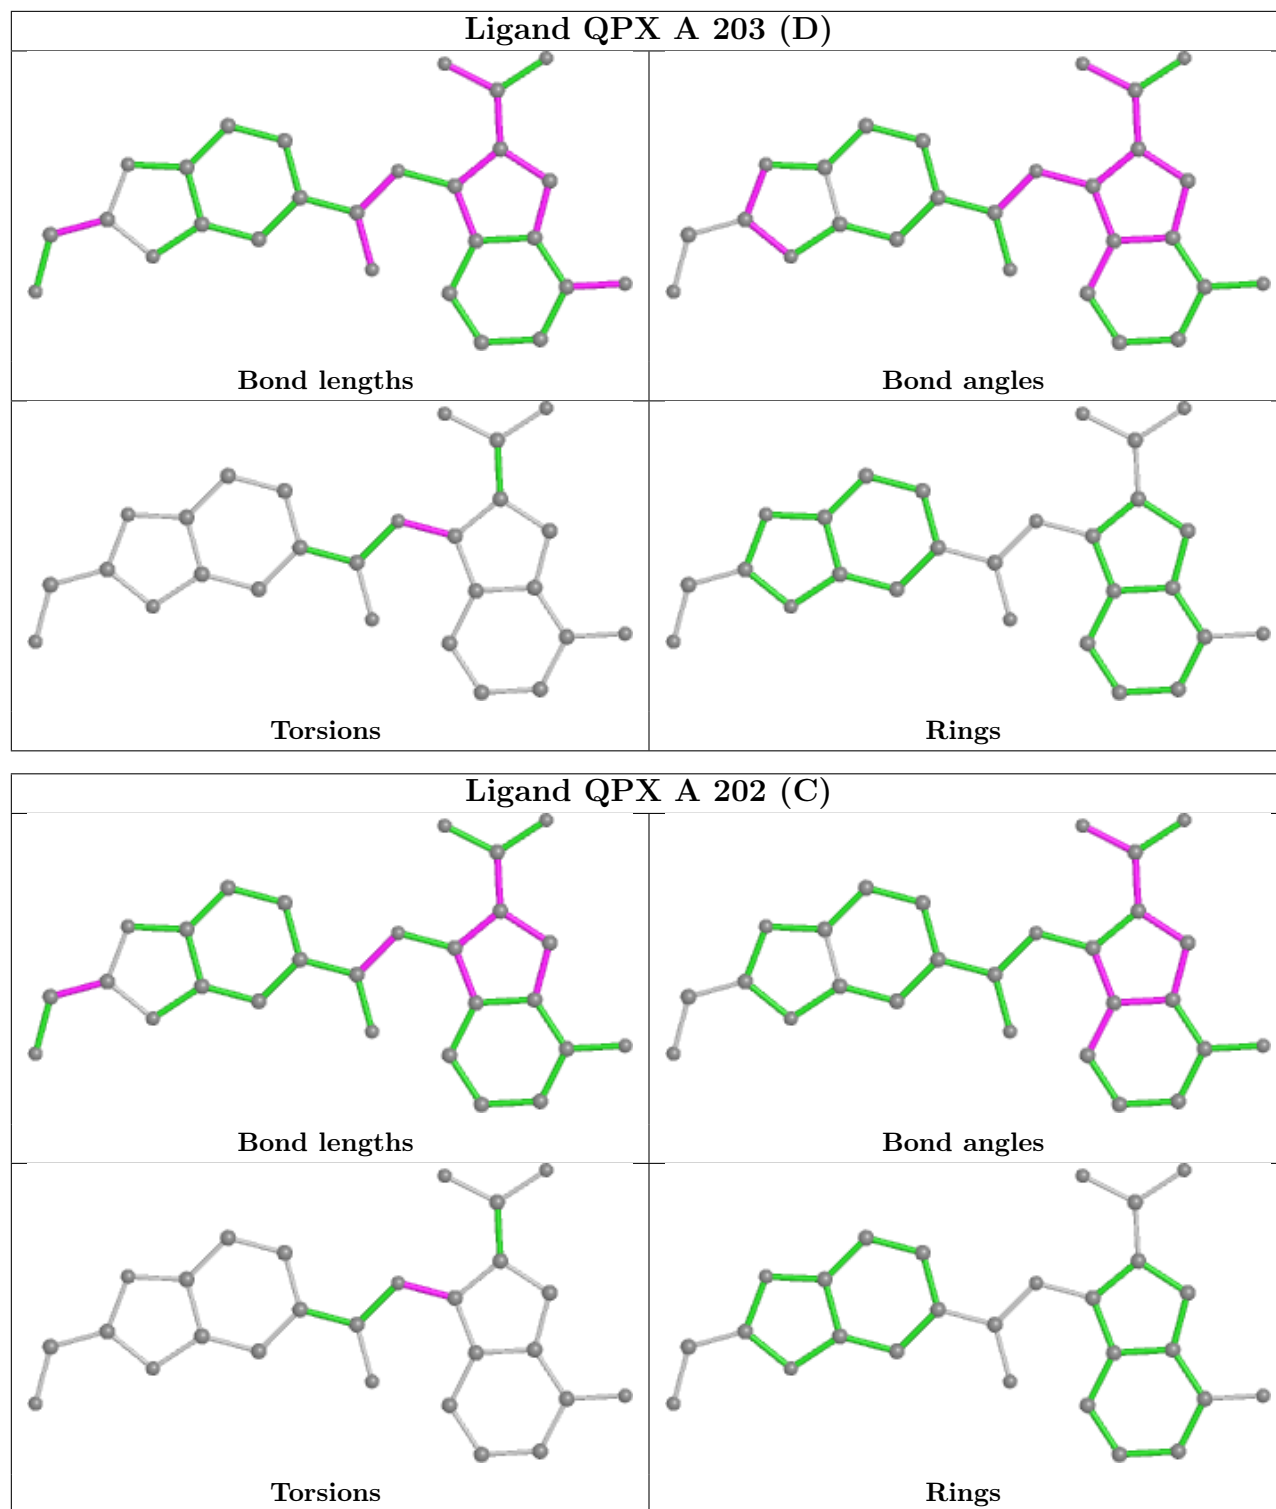 Ligand QPX A 203 (D)
Bond lengths
Bond angles
Torsions
Rings
Ligand QPX A 202 (C)
Bond lengths
Bond angles
Torsions
Rings